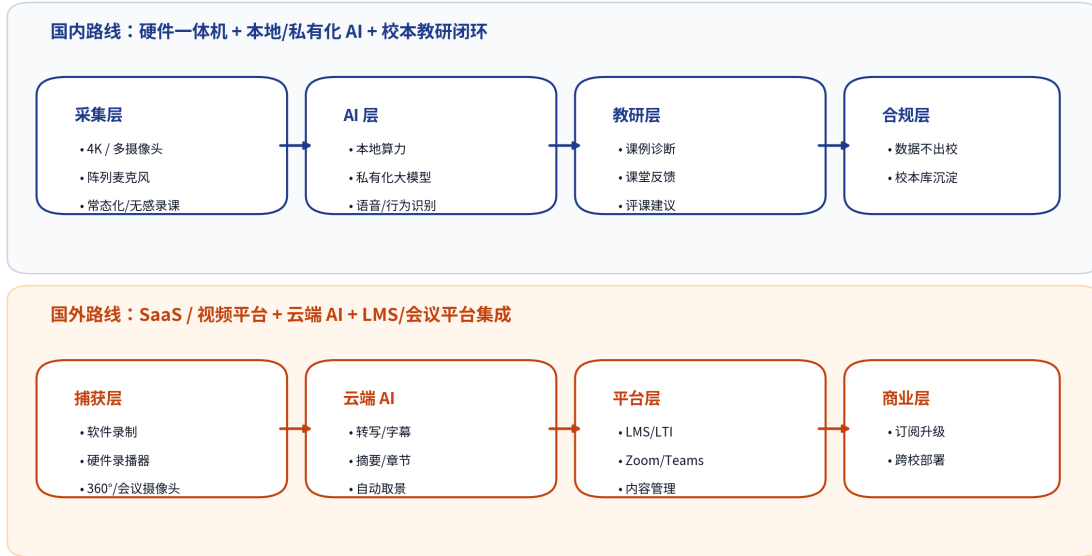 国内路线：硬件一体机 + 本地/私有化 AI + 校本教研闭环
采集层
• 4K / 多摄像头
• 阵列麦克风
• 常态化/无感录课
AI 层
• 本地算力
• 私有化大模型
• 语音/行为识别
教研层
• 课例诊断
• 课堂反馈
• 评课建议
合规层
• 数据不出校
• 校本库沉淀
国外路线：SaaS / 视频平台 + 云端 AI + LMS/会议平台集成
捕获层
• 软件录制
• 硬件录播器
• 360°/会议摄像头
云端 AI
• 转写/字幕
• 摘要/章节
• 自动取景
平台层
• LMS/LTI
• Zoom/Teams
• 内容管理
商业层
• 订阅升级
• 跨校部署